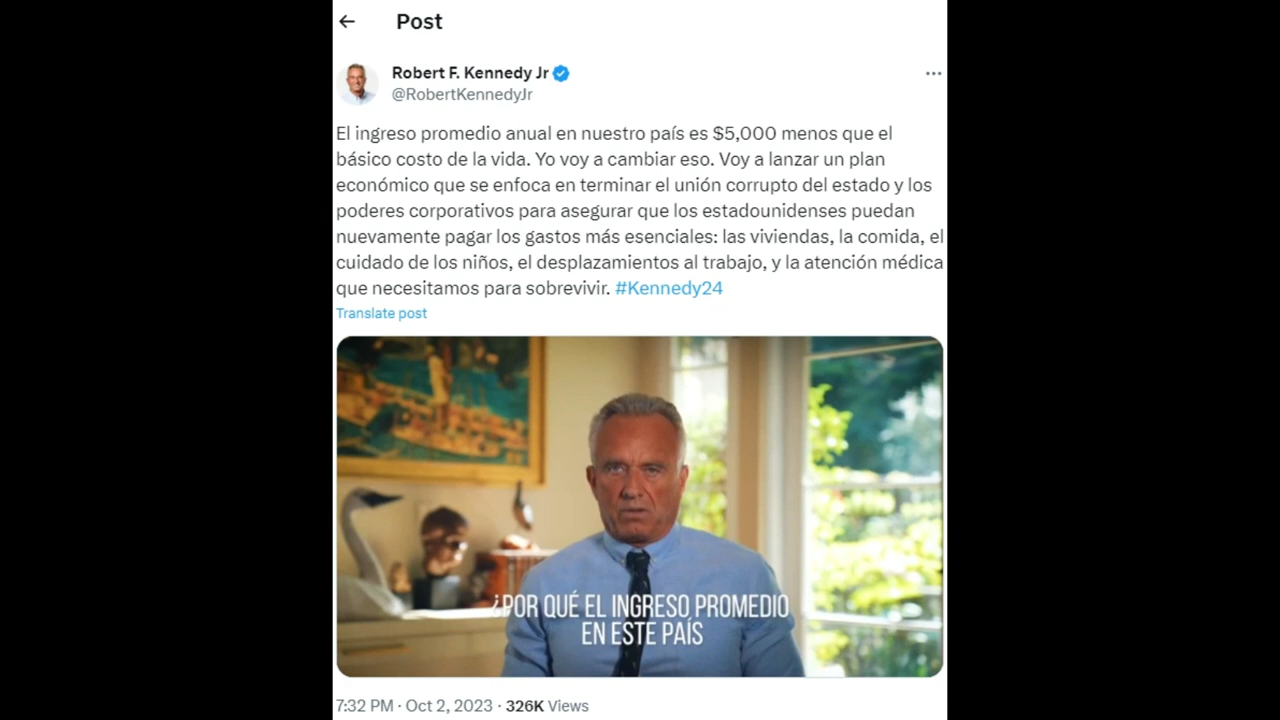 Post
Robert F. Kennedy Jr
@RobertKennedyJr
El ingreso promedio anual en nuestro país es $5,000 menos que el
básico costo de la vida. Yo voy a cambiar eso. Voy a lanzar un plan
económico que se enfoca en terminar el unión corrupto del estado y los
poderes corporativos para asegurar que los estadounidenses puedan
nuevamente pagar los gastos más esenciales: las viviendas, la comida, el
cuidado de los niños, el desplazamientos al trabajo, y la atención médica
que necesitamos para sobrevivir. #Kennedy24
Translate post
¿POR QUÉ EL INGRESO PROMEDIO
EN ESTE PAÍS
7:32 PM · Oct 2, 2023 · 326K Views